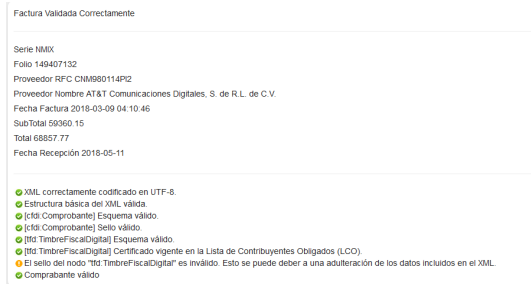 Factura Validada Correctamente
Serie NMIX
Folio 149407132
Proveedor RFC CNM980114PI2
Proveedor Nombre AT&T Comunicaciones Digitales, S. de R.L. de C.V.
Fecha Factura 2018-03-09 04:10:46
SubTotal 59360.15
Total 68857.77
Fecha Recepción 2018-05-11
XML correctamente codificado en UTF-8.
Estructura básica del XML válida.
[cfdi:Comprobante] Esquema válido.
[cfdi:Comprobante] Sello válido.
[tfd:TimbreFiscalDigital] Esquema válido.
[tfd:TimbreFiscalDigital] Certificado vigente en la Lista de Contribuyentes Obligados (LCO).
El sello del nodo "tfd:TimbreFiscalDigital" es inválido. Esto se puede deber a una adulteración de los datos incluidos en el XML.
Comprabante válido